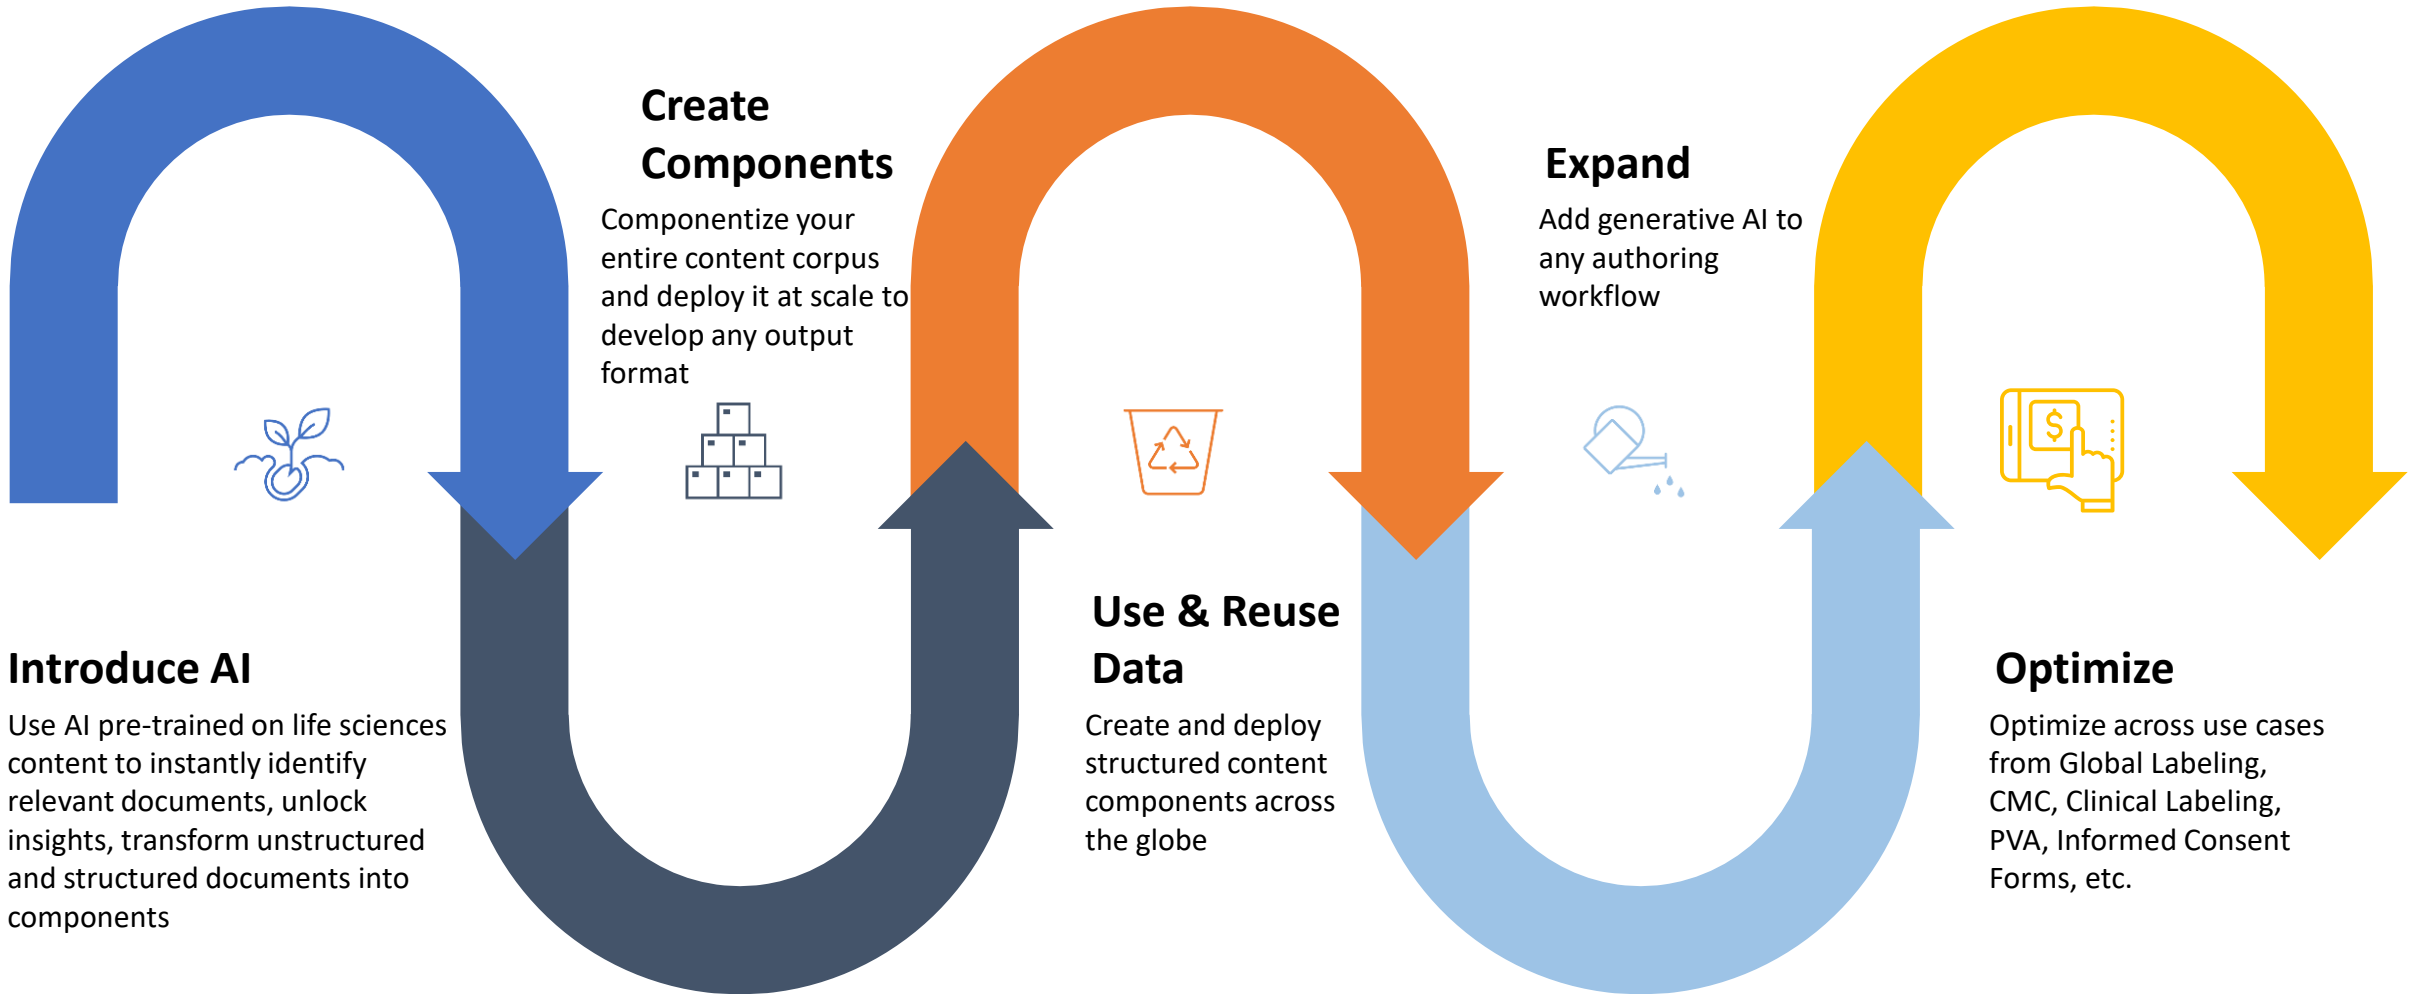 Introduce AI
Use AI pre-trained on life sciences
content to instantly identify
relevant documents, unlock
insights, transform unstructured
and structured documents into
components
Create
Components
Componentize your
entire content corpus
and deploy it at scale to
develop any output
format
Use & Reuse
Data
Create and deploy
structured content
components across
the globe
Expand
Add generative AI to
any authoring
workflow
$
Optimize
Optimize across use cases
from Global Labeling,
CMC, Clinical Labeling,
PVA, Informed Consent
Forms, etc.